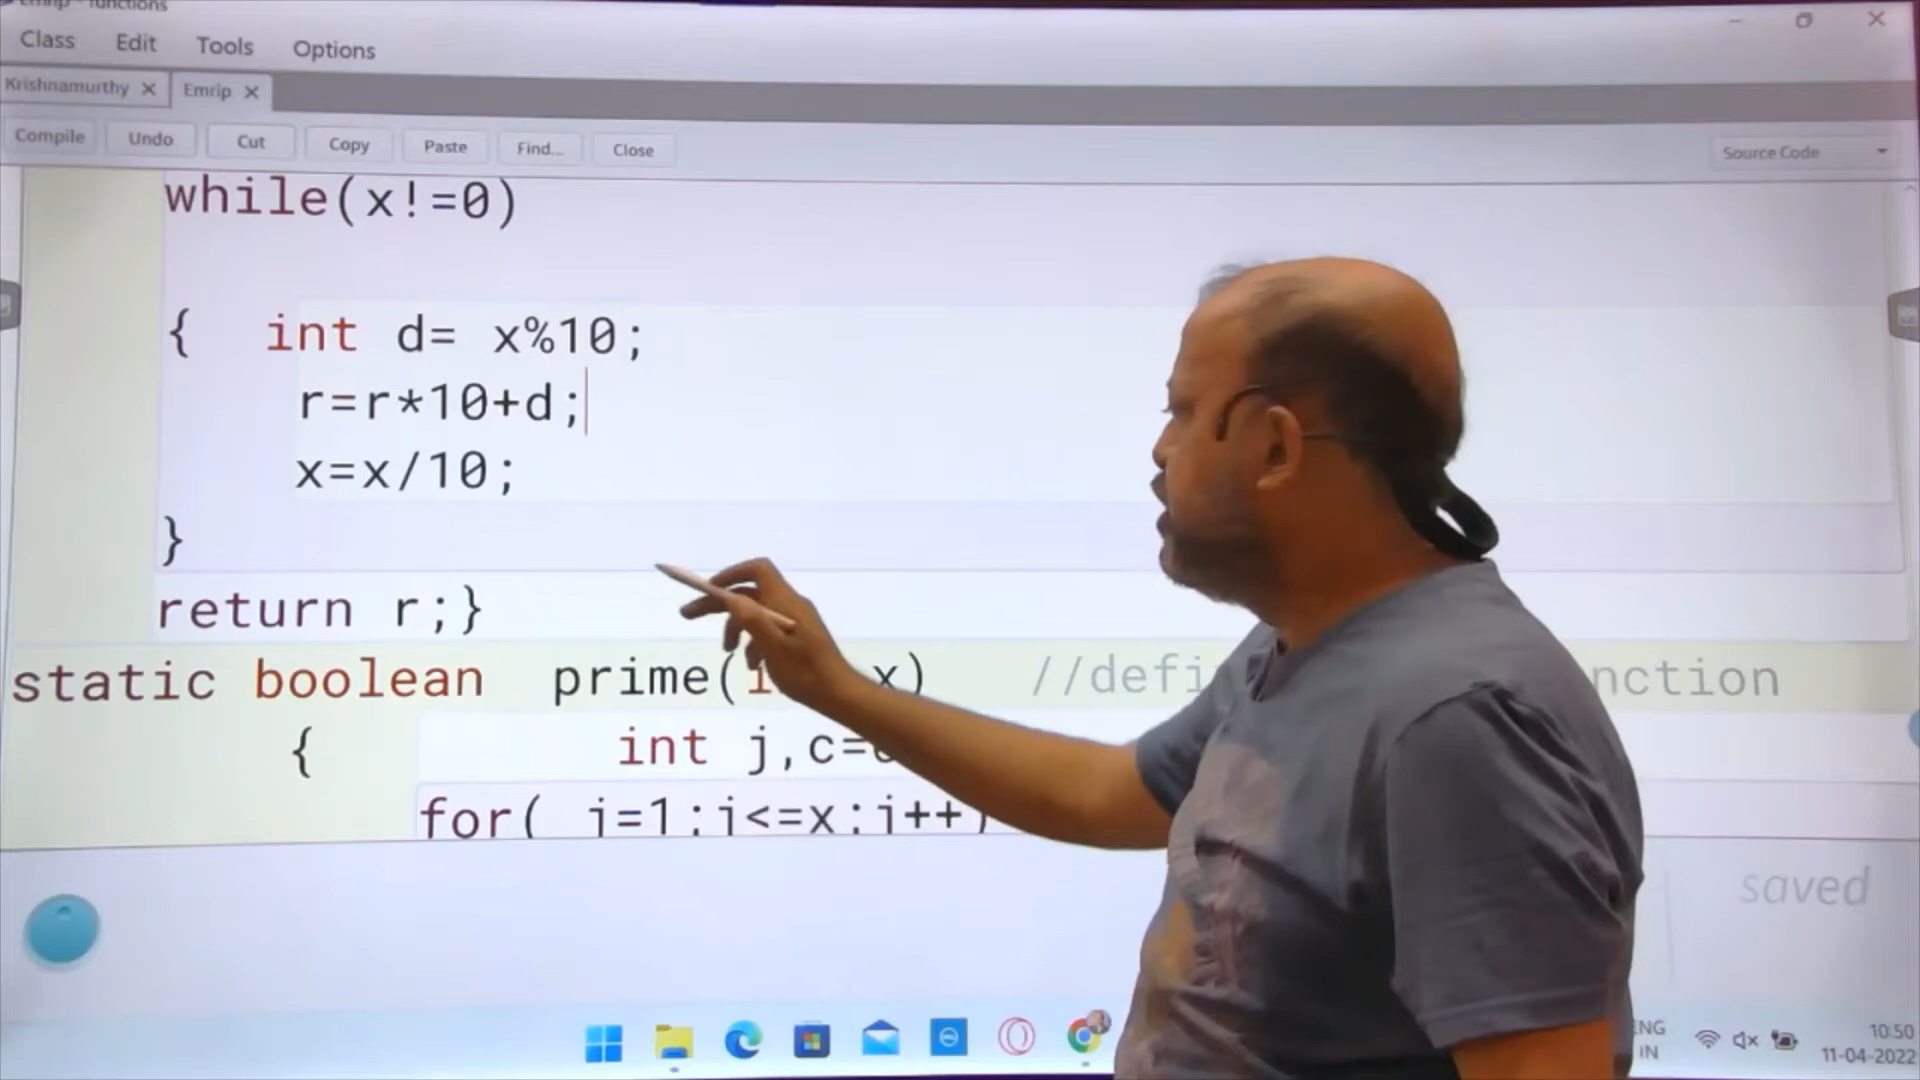 Emrip - functions
Class Edit Tools Options
Krishnamurthy Emrip
Compile Undo Cut Copy Paste Find... Close Source Code
while(x!=0)
{ int d= x%10;
r=r*10+d;
x=x/10;
}
return r;}
static boolean prime( x) //defi nction
{ int j,c=
for( j=1;j<=x;j++)
saved
ENG
IN
10:50
11-04-2022